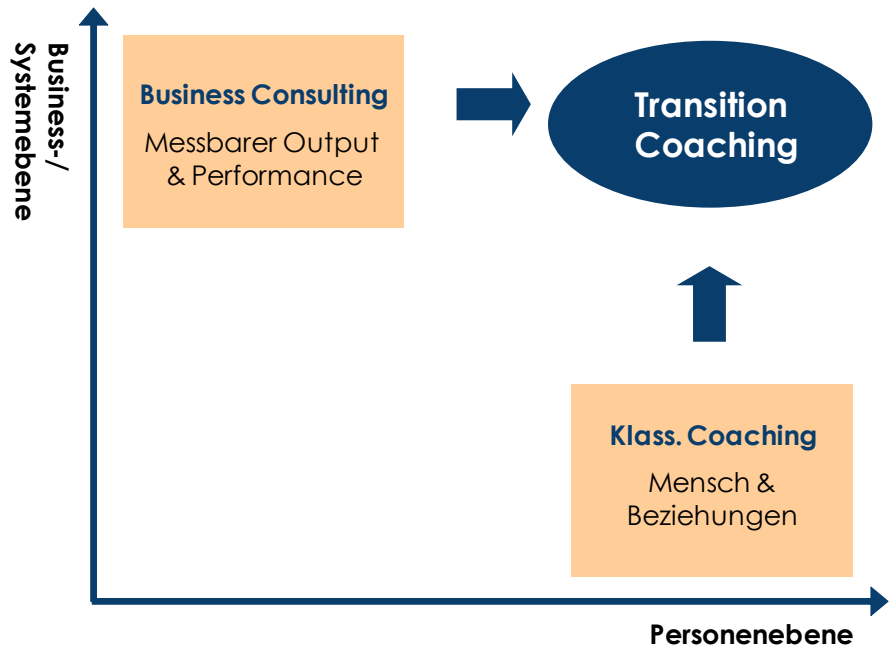 Business-/
Systemebene
Business Consulting
Messbarer Output
& Performance
Transition
Coaching
Klass. Coaching
Mensch &
Beziehungen
Personenebene